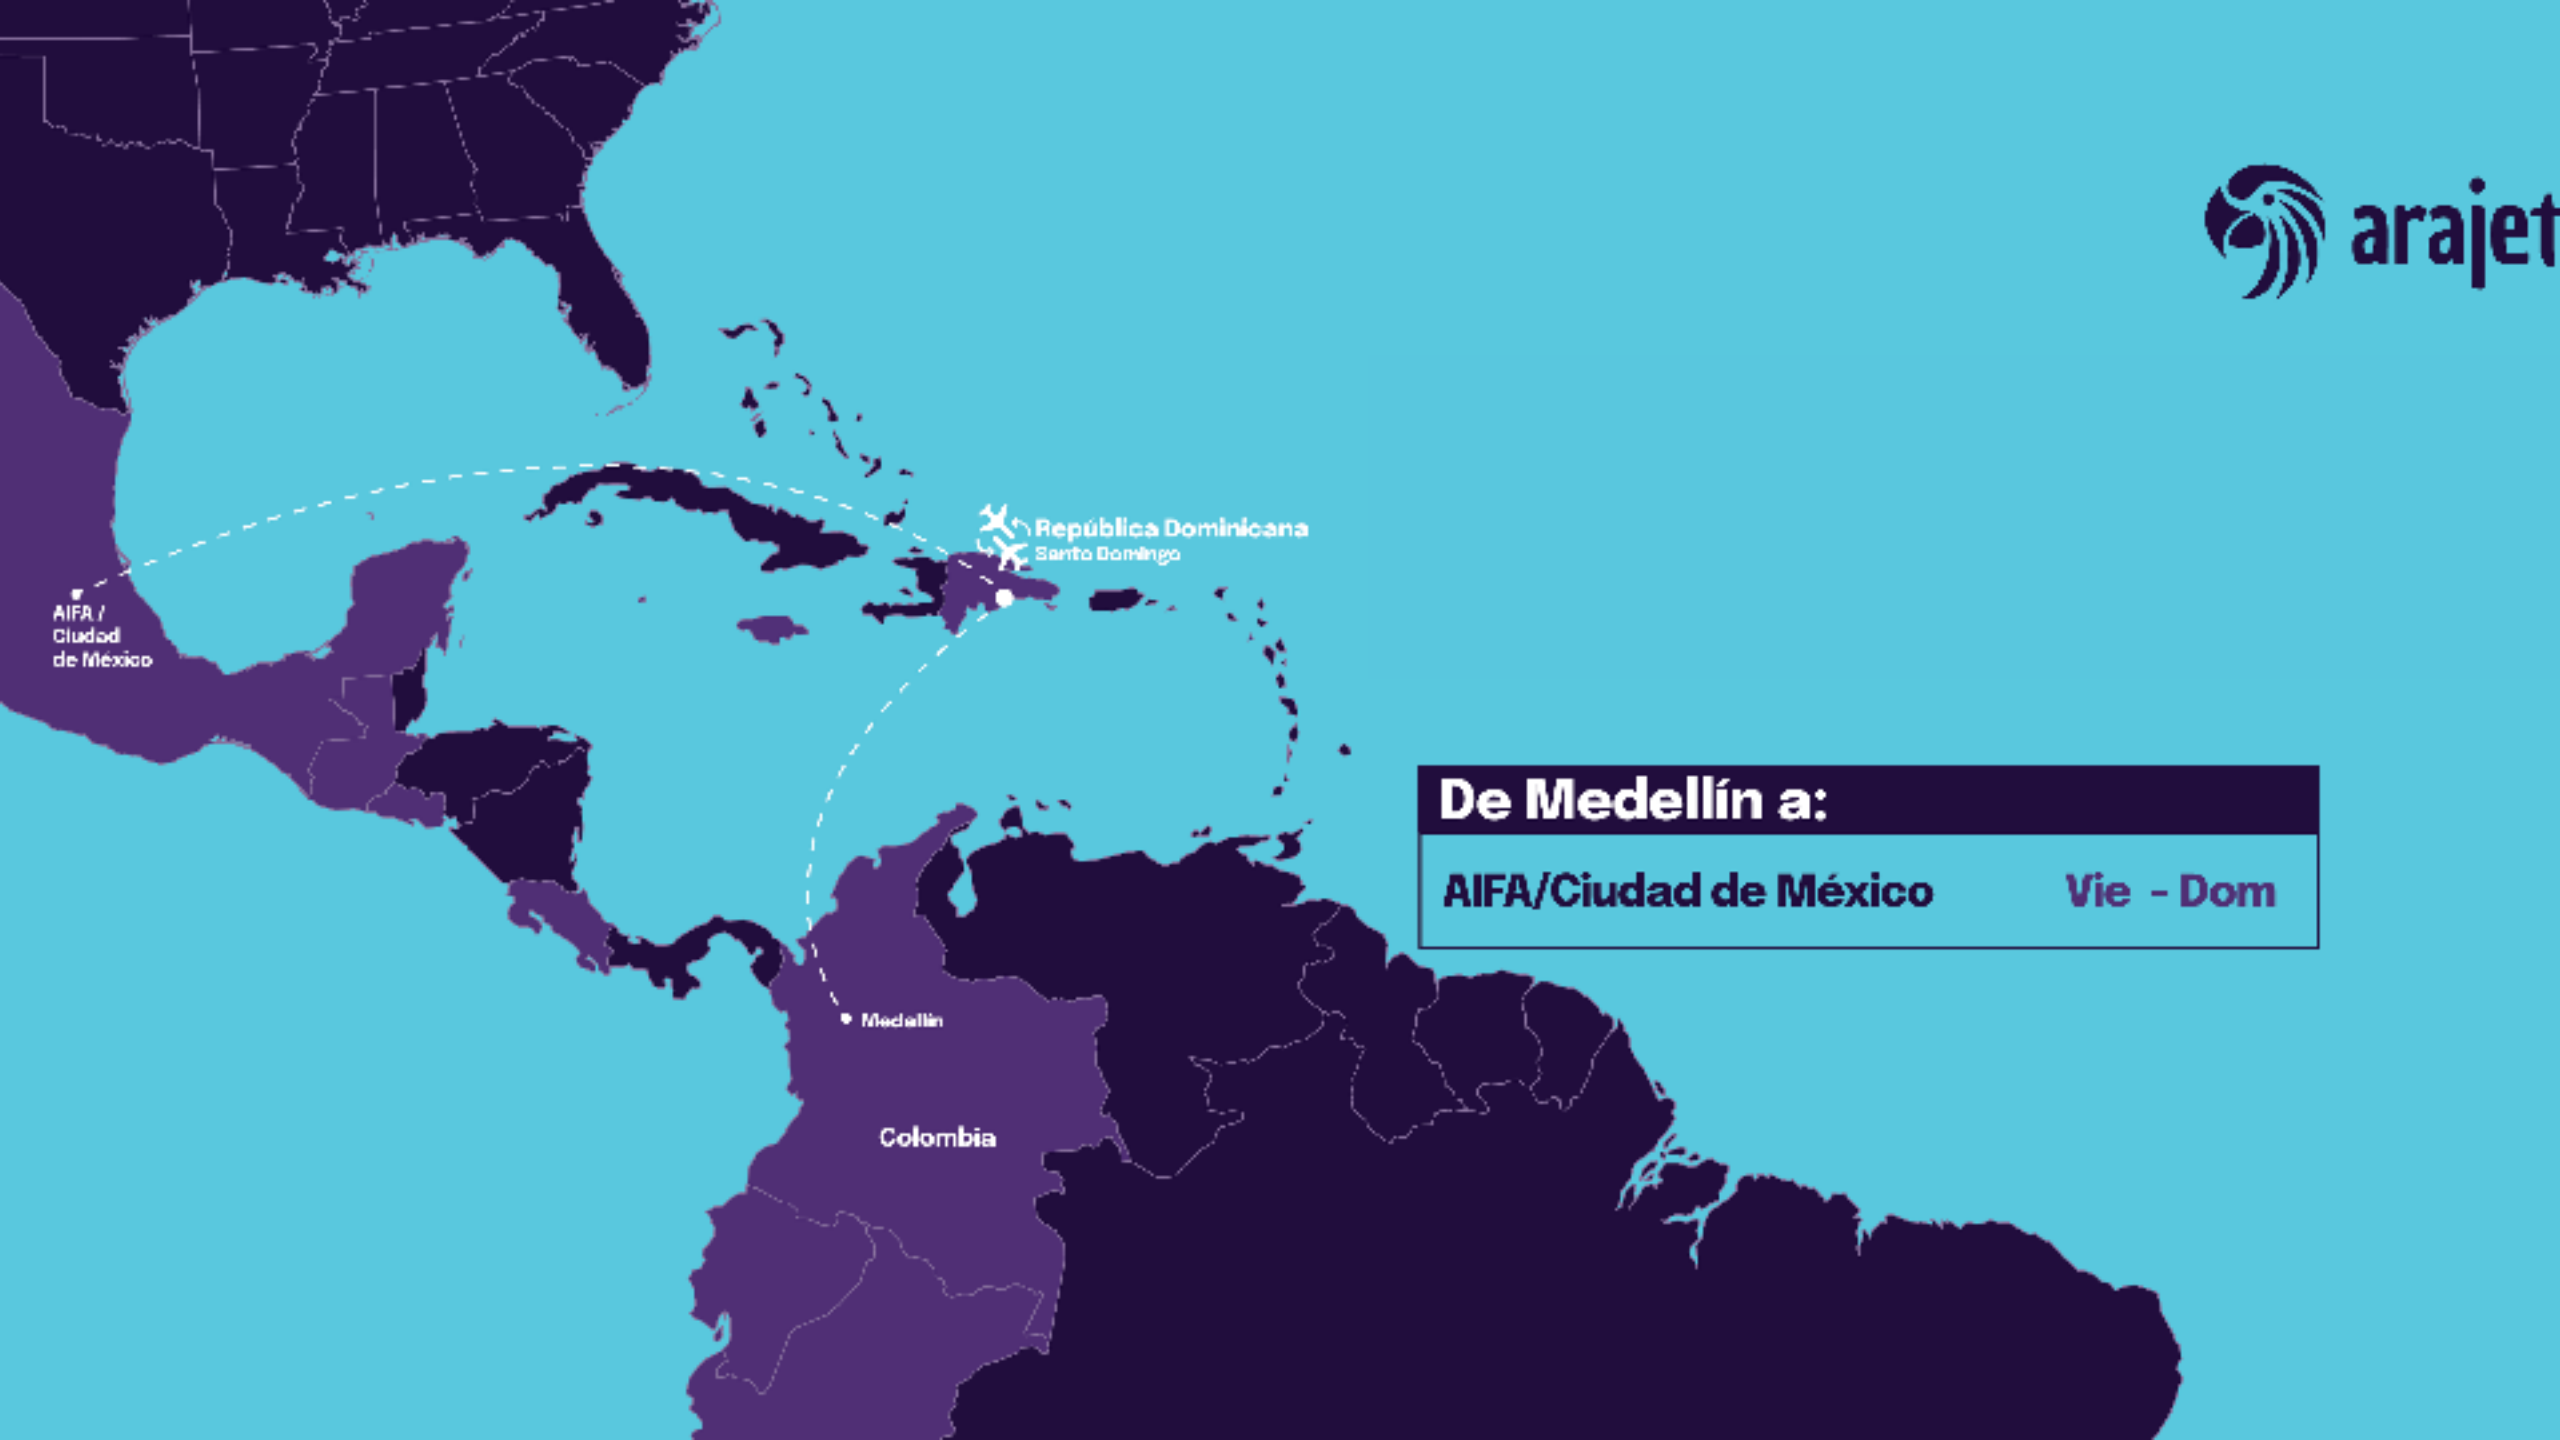 arajet
República Dominicana
Santo Domingo
AIFA /
Ciudad
de México
De Medellín a:
AIFA/Ciudad de México Vie - Dom
Medellín
Colombia